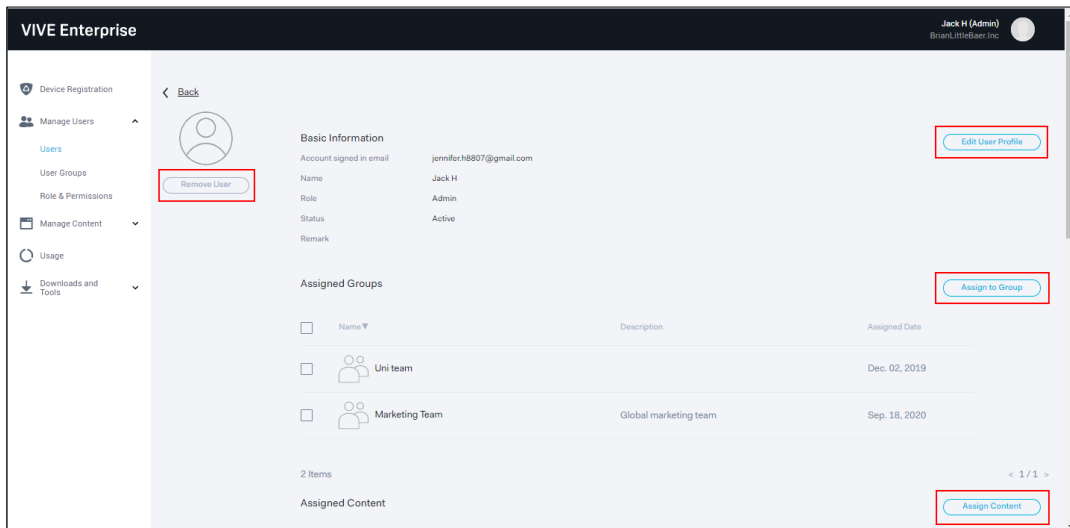 VIVE Enterprise
Jack H (Admin)
BrianLittleBaer.Inc
Device Registration
Manage Users
Users
User Groups
Role & Permissions
Manage Content
Usage
Downloads and
Tools
Back
Remove User
Basic Information
Edit User Profile
Account signed in email jennifer.h8807@gmail.com
Name Jack H
Role Admin
Status Active
Remark
Assigned Groups
Assign to Group
Name▼ Description Assigned Date
Uni team Dec. 02, 2019
Marketing Team Global marketing team Sep. 18, 2020
2 Items < 1 / 1 >
Assigned Content
Assign Content